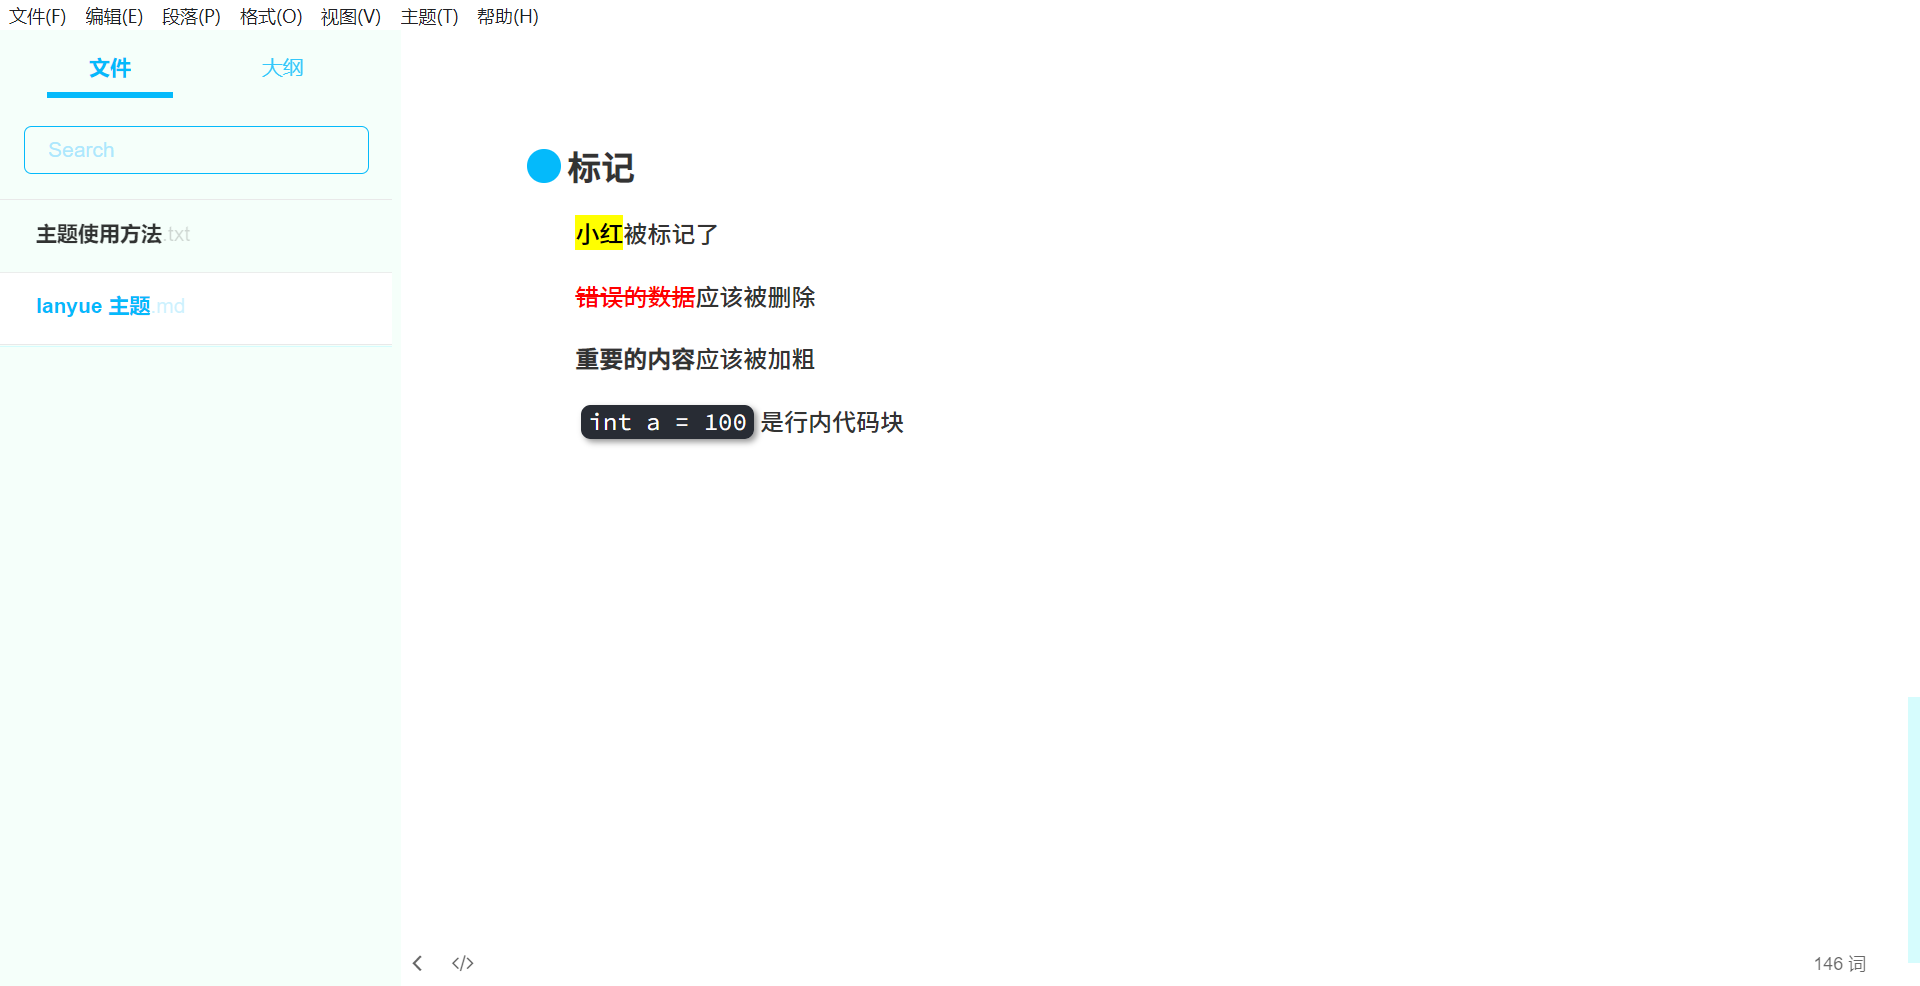 文件(F) 编辑(E) 段落(P) 格式(O) 视图(V) 主题(T) 帮助(H)
文件 大纲
Search
主题使用方法.txt
lanyue 主题.md
标记
小红被标记了
错误的数据应该被删除
重要的内容应该被加粗
int a = 100 是行内代码块
</> 146 词